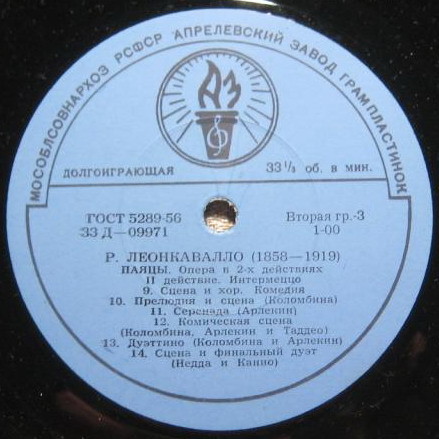 МОСОБЛСОВНАРХОЗ РСФСР АПРЕЛЕВСКИЙ ЗАВОД ГРАМПЛАСТИНОК
АЗ
ДОЛГОИГРАЮЩАЯ
33⅓ об. в мин.
ГОСТ 5289-56
Вторая гр.-3
33 Д—09971
1-00
Р. ЛЕОНКАВАЛЛО (1858—1919)
ПАЯЦЫ. Опера в 2-х действиях
II действие. Интермеццо
9. Сцена и хор. Комедия
10. Прелюдия и сцена (Коломбина)
11. Серенада (Арлекин)
12. Комическая сцена
(Коломбина, Арлекин и Таддео)
13. Дуэттино (Коломбина и Арлекин)
14. Сцена и финальный дуэт
(Недда и Канио)